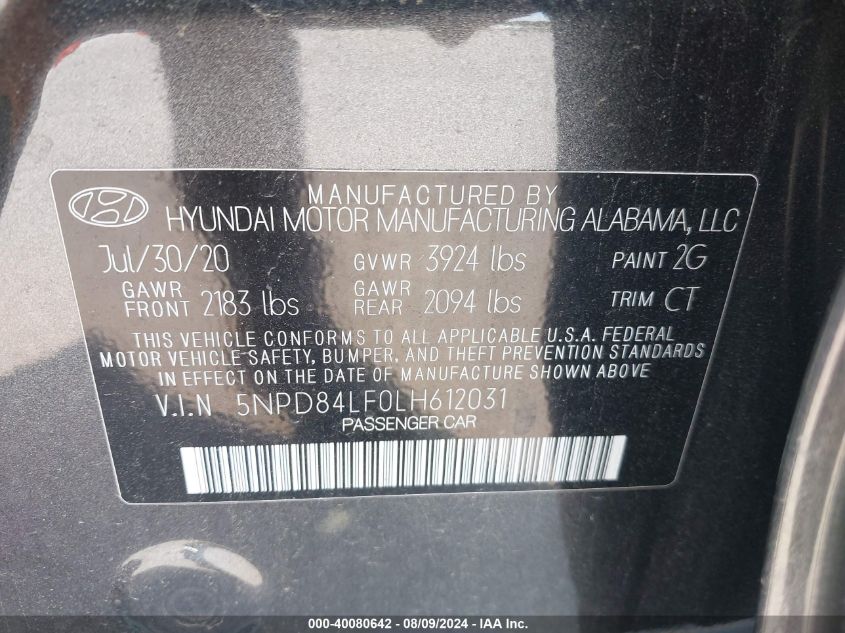 MANUFACTURED BY
HYUNDAI MOTOR MANUFACTURING ALABAMA, LLC
Jul/30/20 GVWR 3924 lbs PAINT 2G
GAWR FRONT 2183 lbs GAWR REAR 2094 lbs TRIM CT
THIS VEHICLE CONFORMS TO ALL APPLICABLE U.S.A. FEDERAL
MOTOR VEHICLE SAFETY, BUMPER, AND THEFT PREVENTION STANDARDS
IN EFFECT ON THE DATE OF MANUFACTURE SHOWN ABOVE.
V.I.N 5NPD84LF0LH612031
PASSENGER CAR
000-40080642 - 08/09/2024 - IAA Inc.